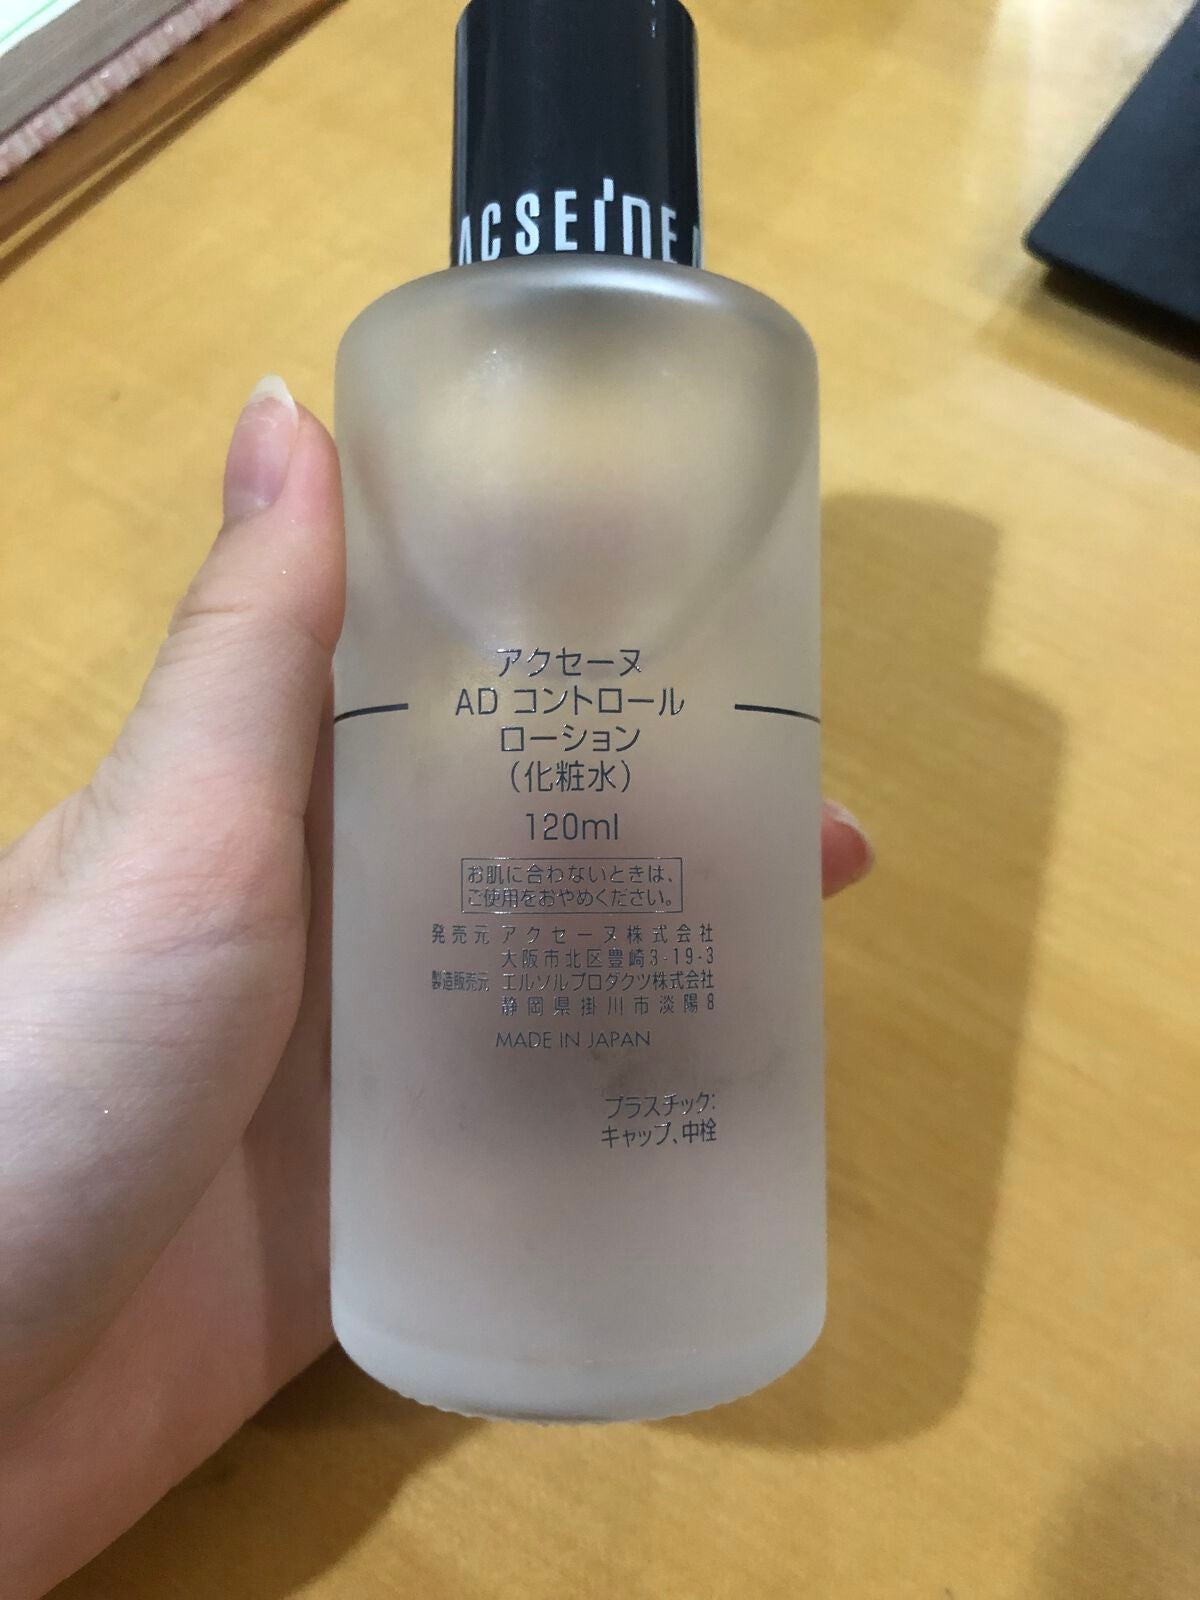 ACSEINE
アクセーヌ
AD コントロール
ローション
（化粧水）
120ml
お肌に合わないときは、
ご使用をおやめください。
発売元 アクセーヌ株式会社
大阪市北区豊崎3-19-3
製造販売元 エルソルプロダクツ株式会社
静岡県掛川市淡陽8
MADE IN JAPAN
プラスチック:
キャップ、中栓